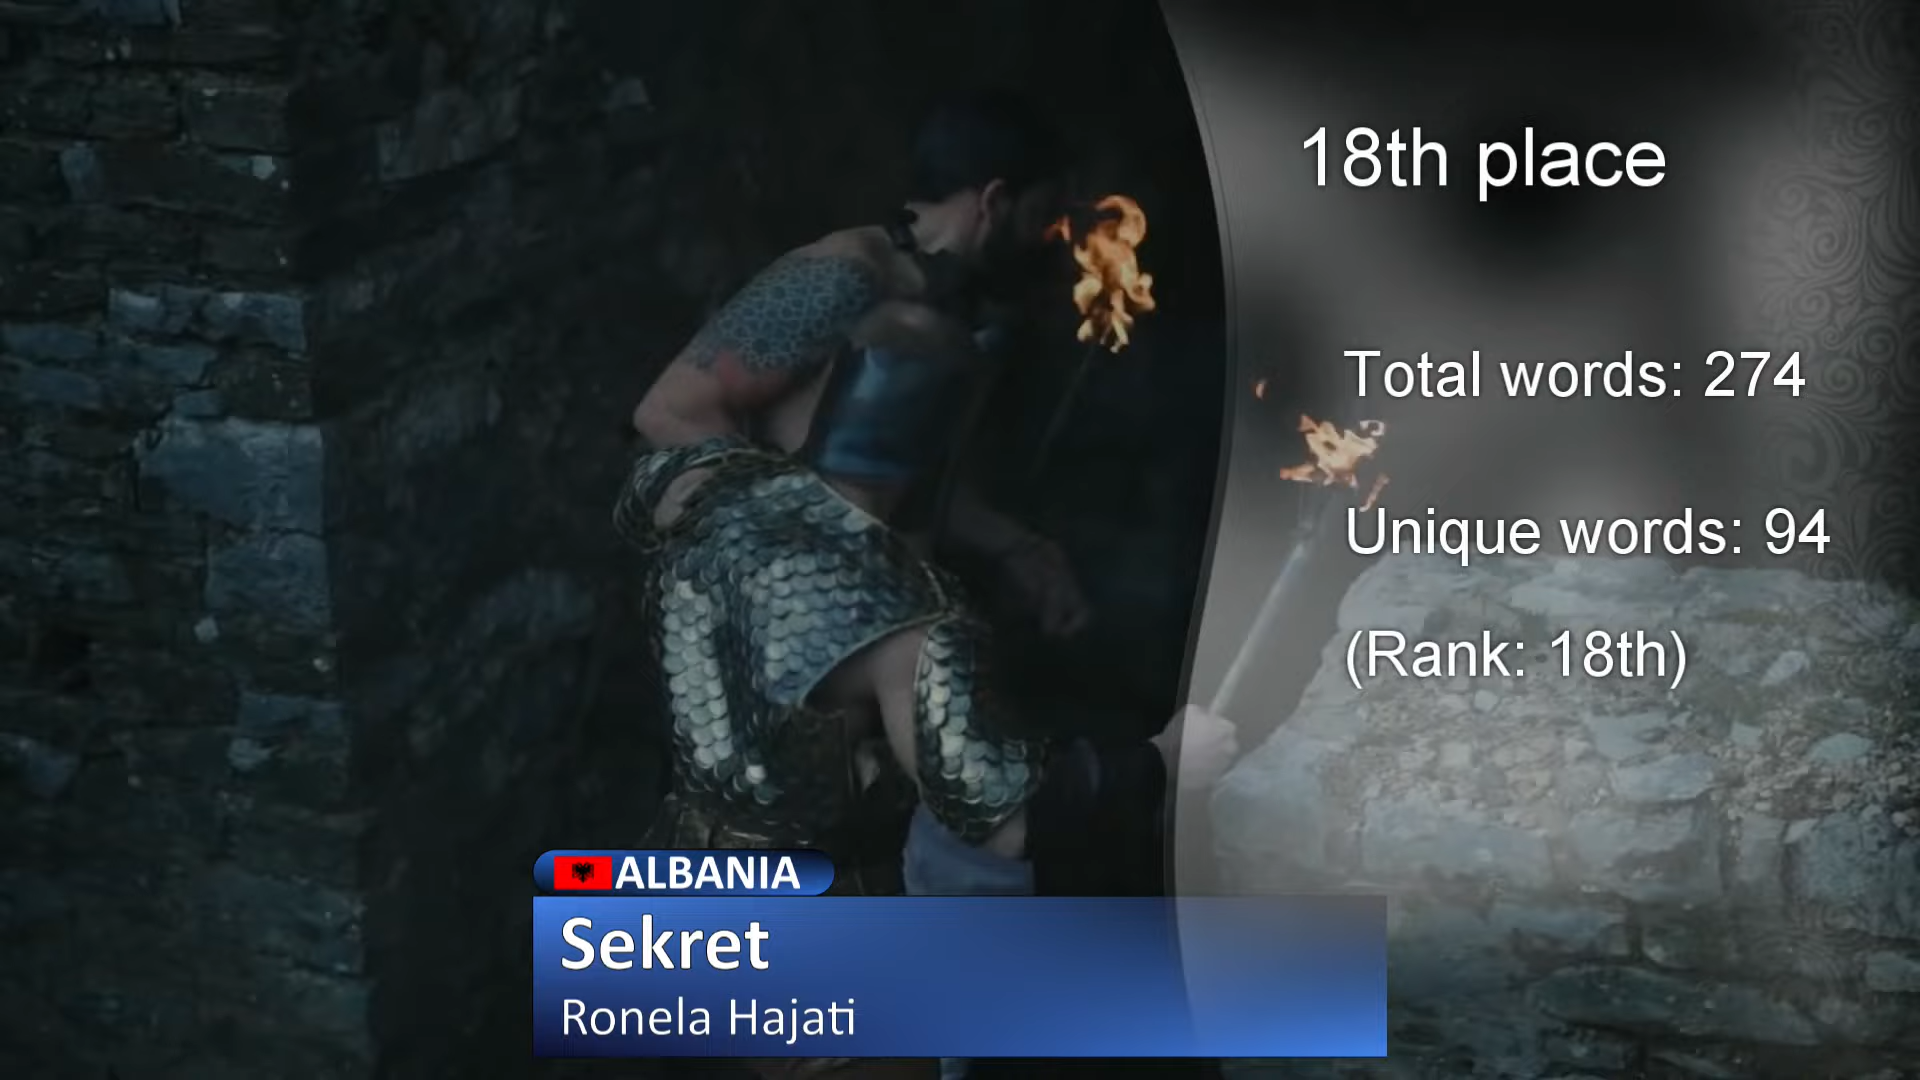 18th place
Total words: 274
Unique words: 94
(Rank: 18th)
ALBANIA
Sekret
Ronela Hajati